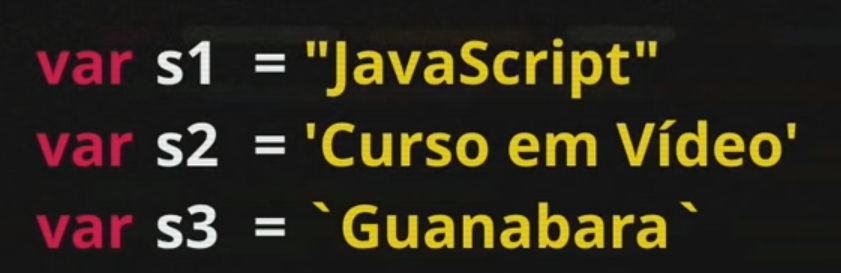 var s1 = "JavaScript"
var s2 = 'Curso em Vídeo'
var s3 = `Guanabara`